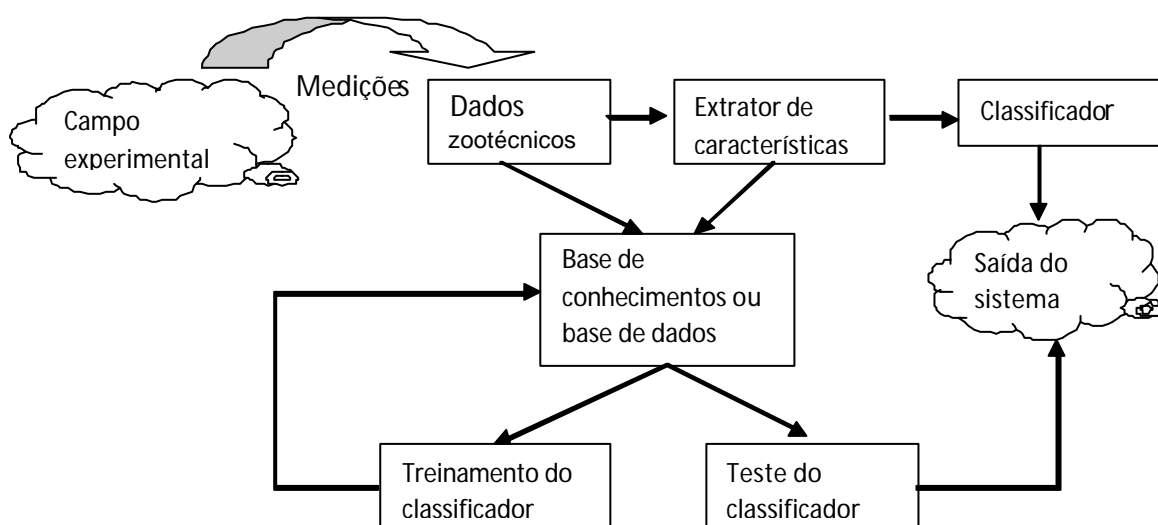 Medições
Campo
experimental
Dados
zootécnicos
Extrator de
características
Classificador
Base de
conhecimentos ou
base de dados
Saída do
sistema
Treinamento do
classificador
Teste do
classificador